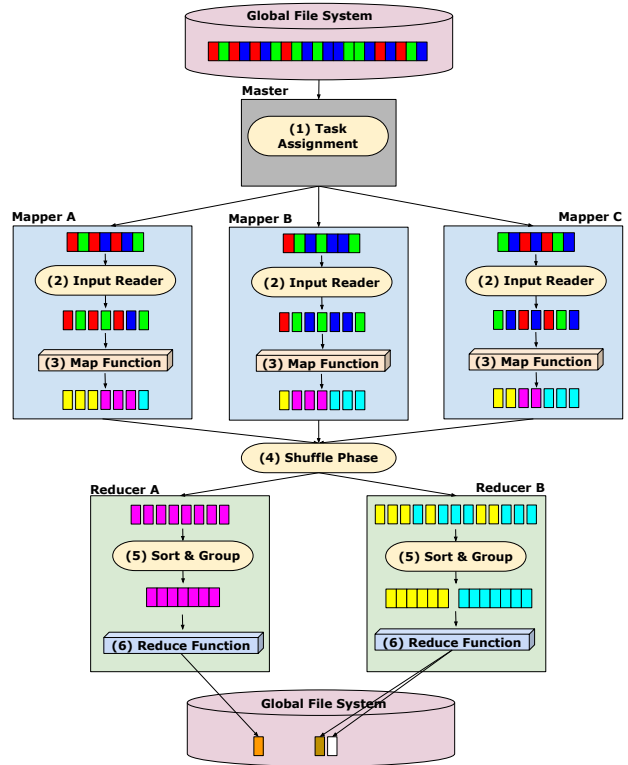 Global File System
Master
(1) Task
Assignment
Mapper A
Mapper B
Mapper C
(2) Input Reader
(2) Input Reader
(2) Input Reader
(3) Map Function
(3) Map Function
(3) Map Function
(4) Shuffle Phase
Reducer A
Reducer B
(5) Sort & Group
(5) Sort & Group
(6) Reduce Function
(6) Reduce Function
Global File System